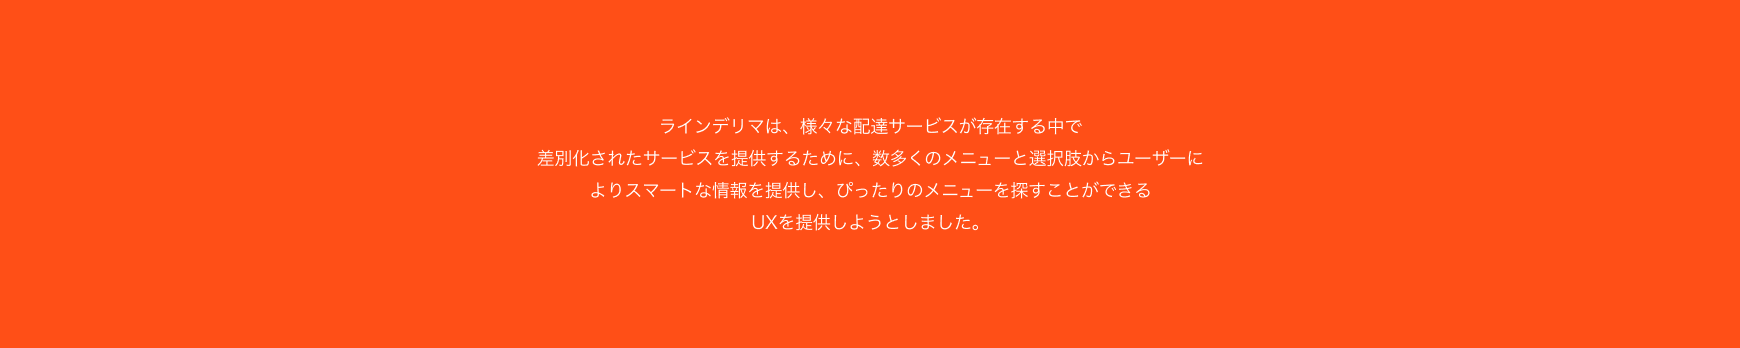 ラインデリマは、様々な配達サービスが存在する中で
差別化されたサービスを提供するために、数多くのメニューと選択肢からユーザーに
よりスマートな情報を提供し、ぴったりのメニューを探すことができる
UXを提供しようとしました。